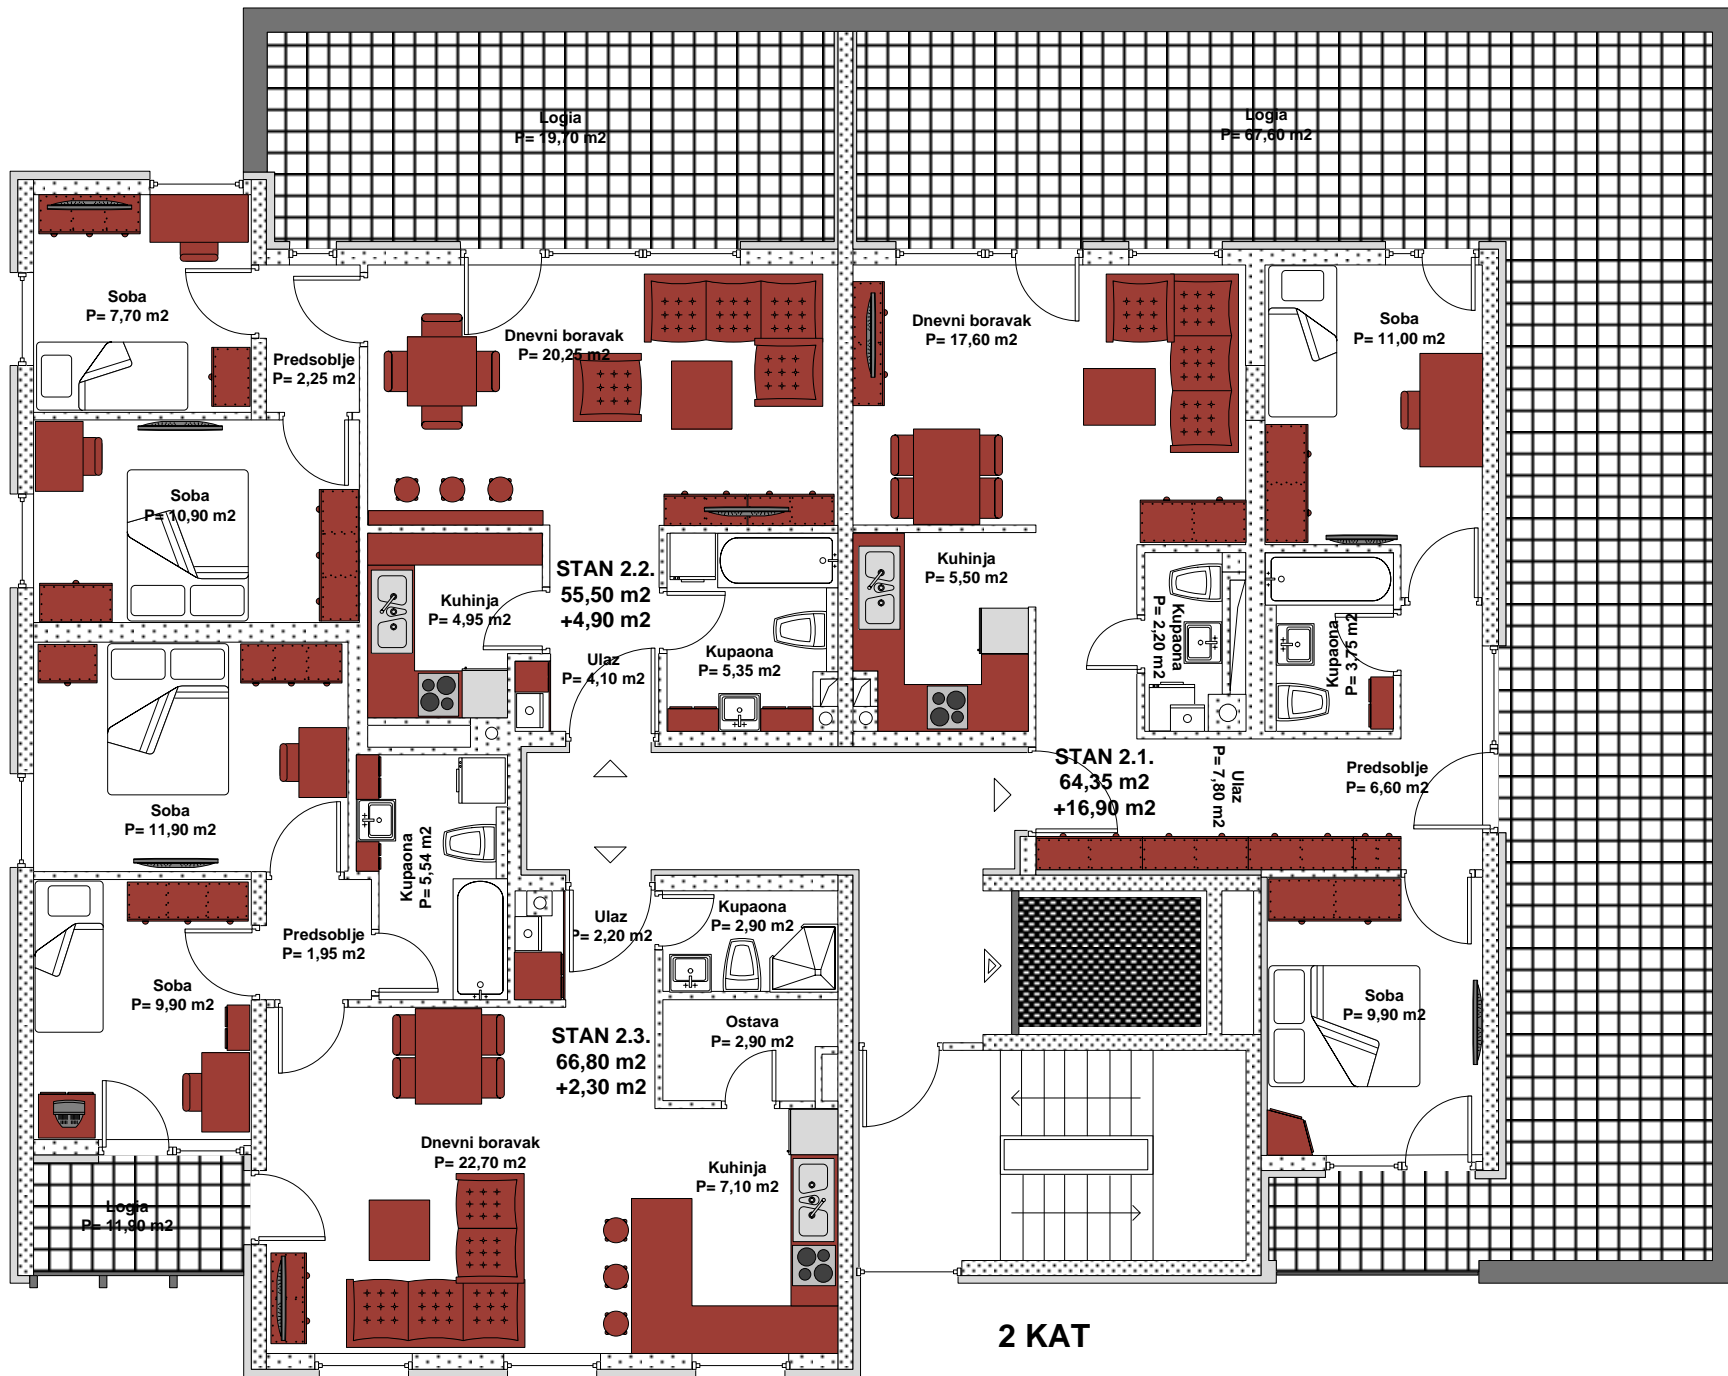 Logia
P= 19,70 m2
Logia
P= 67,60 m2
Soba
P= 7,70 m2
Predsoblje
P= 2,25 m2
Dnevni boravak
P= 20,25 m2
Dnevni boravak
P= 17,60 m2
Soba
P= 11,00 m2
Soba
P= 10,90 m2
Kuhinja
P= 4,95 m2
STAN 2.2.
55,50 m2
+4,90 m2
Ulaz
P= 4,10 m2
Kupaona
P= 5,35 m2
Kuhinja
P= 5,50 m2
Kupaona
P= 2,20 m2
Kupaona
P= 3,75 m2
Soba
P= 11,90 m2
Kupaona
P= 5,54 m2
STAN 2.1.
64,35 m2
+16,90 m2
Ulaz
P= 7,80 m2
Predsoblje
P= 6,60 m2
Soba
P= 9,90 m2
Predsoblje
P= 1,95 m2
Ulaz
P= 2,20 m2
Kupaona
P= 2,90 m2
Soba
P= 9,90 m2
STAN 2.3.
66,80 m2
+2,30 m2
Ostava
P= 2,90 m2
Dnevni boravak
P= 22,70 m2
Kuhinja
P= 7,10 m2
Logia
P= 11,90 m2
2 KAT